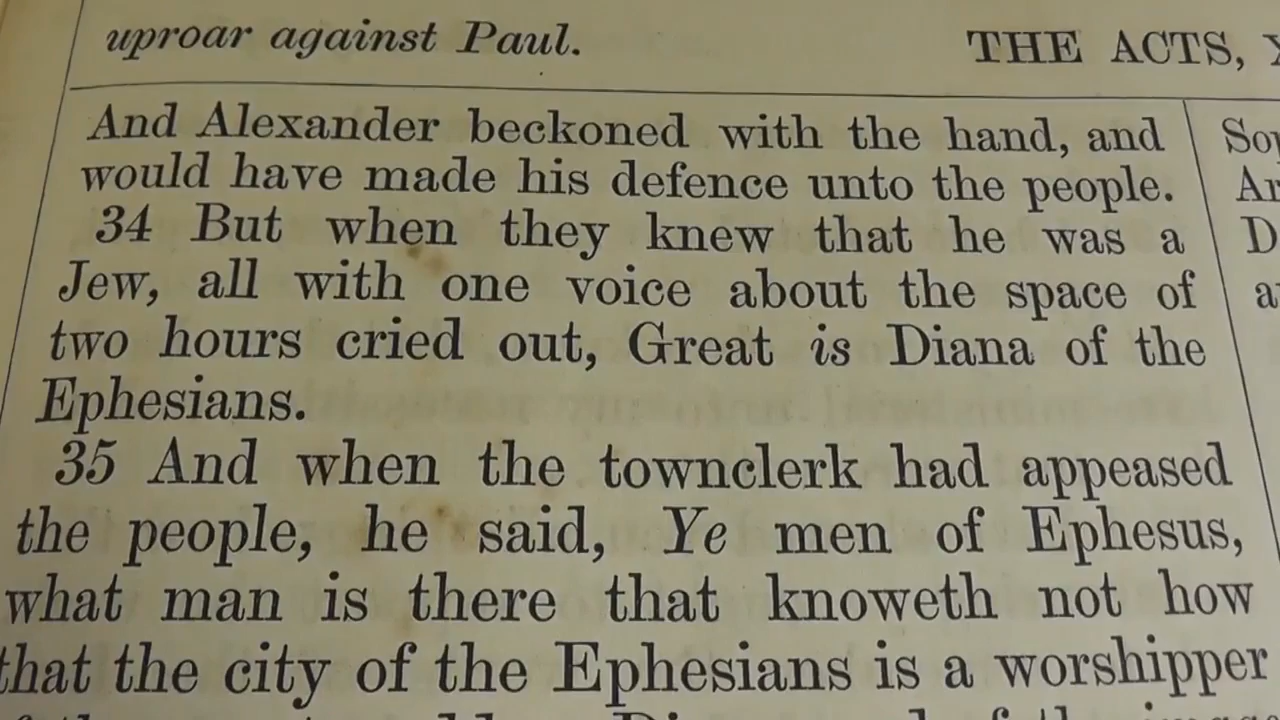 uproar against Paul.
THE ACTS,
And Alexander beckoned with the hand, and
would have made his defence unto the people.
34 But when they knew that he was a
Jew, all with one voice about the space of
two hours cried out, Great is Diana of the
Ephesians.
35 And when the townclerk had appeased
the people, he said, Ye men of Ephesus,
what man is there that knoweth not how
that the city of the Ephesians is a worshipper